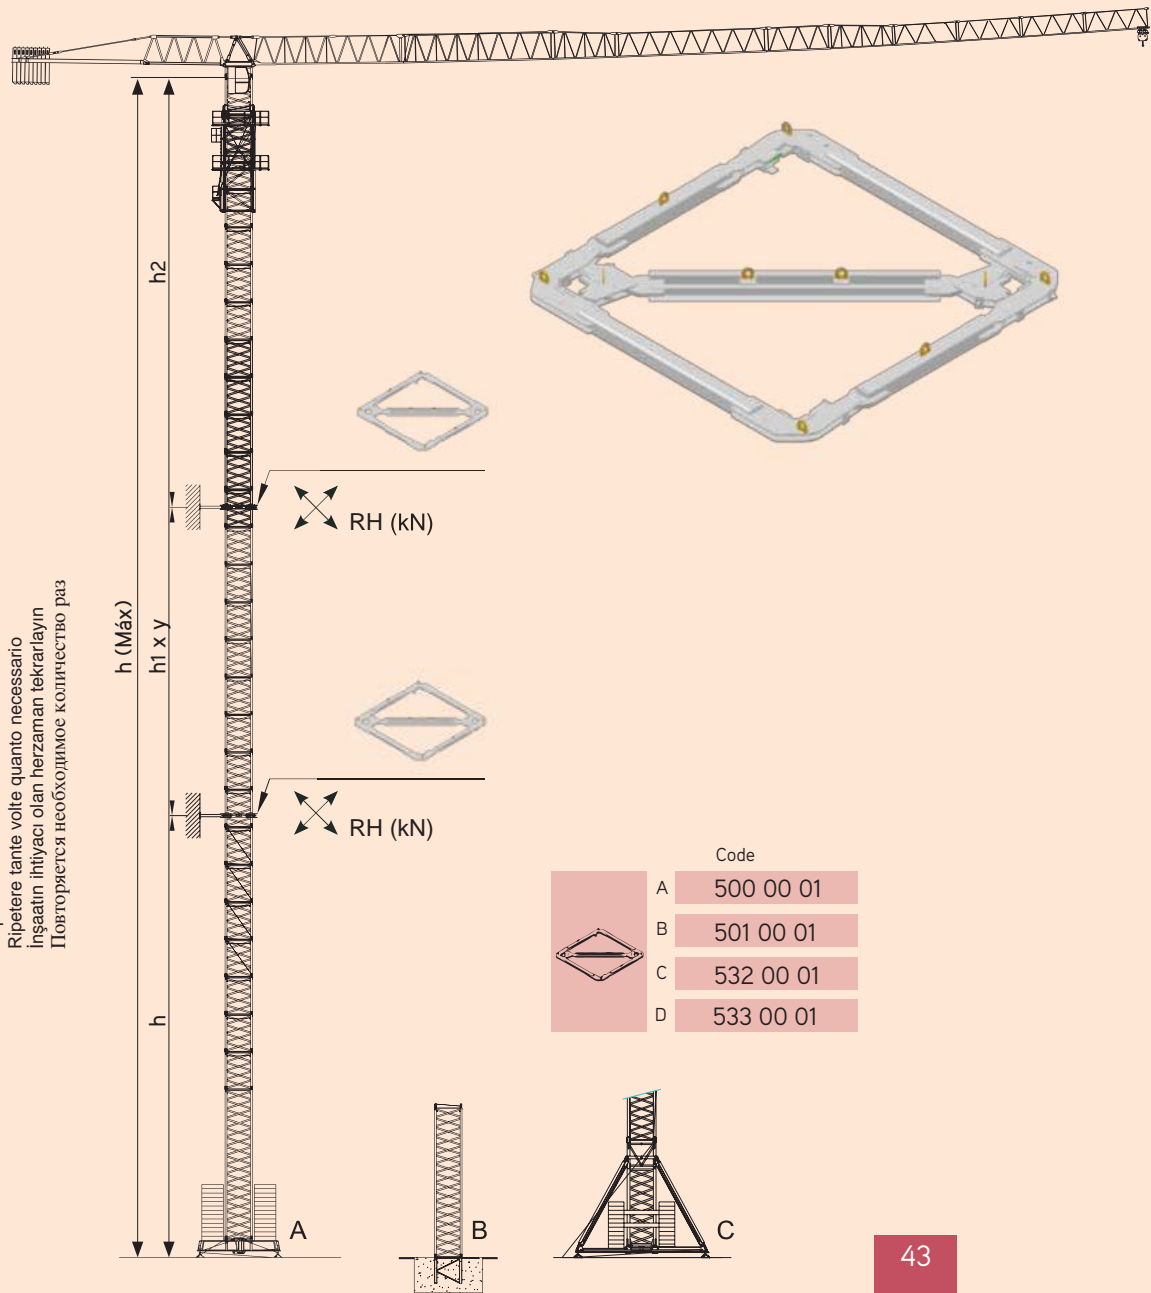 h2
RH (kN)
h (Máx)
h1 x y
Ripetere tante volte quanto necessario
İnşaatın ihtiyacı olan herzaman tekrarlayın
Повторяется необходимое количество раз
RH (kN)
h
Code
A 500 00 01
B 501 00 01
C 532 00 01
D 533 00 01
A
B
C
43